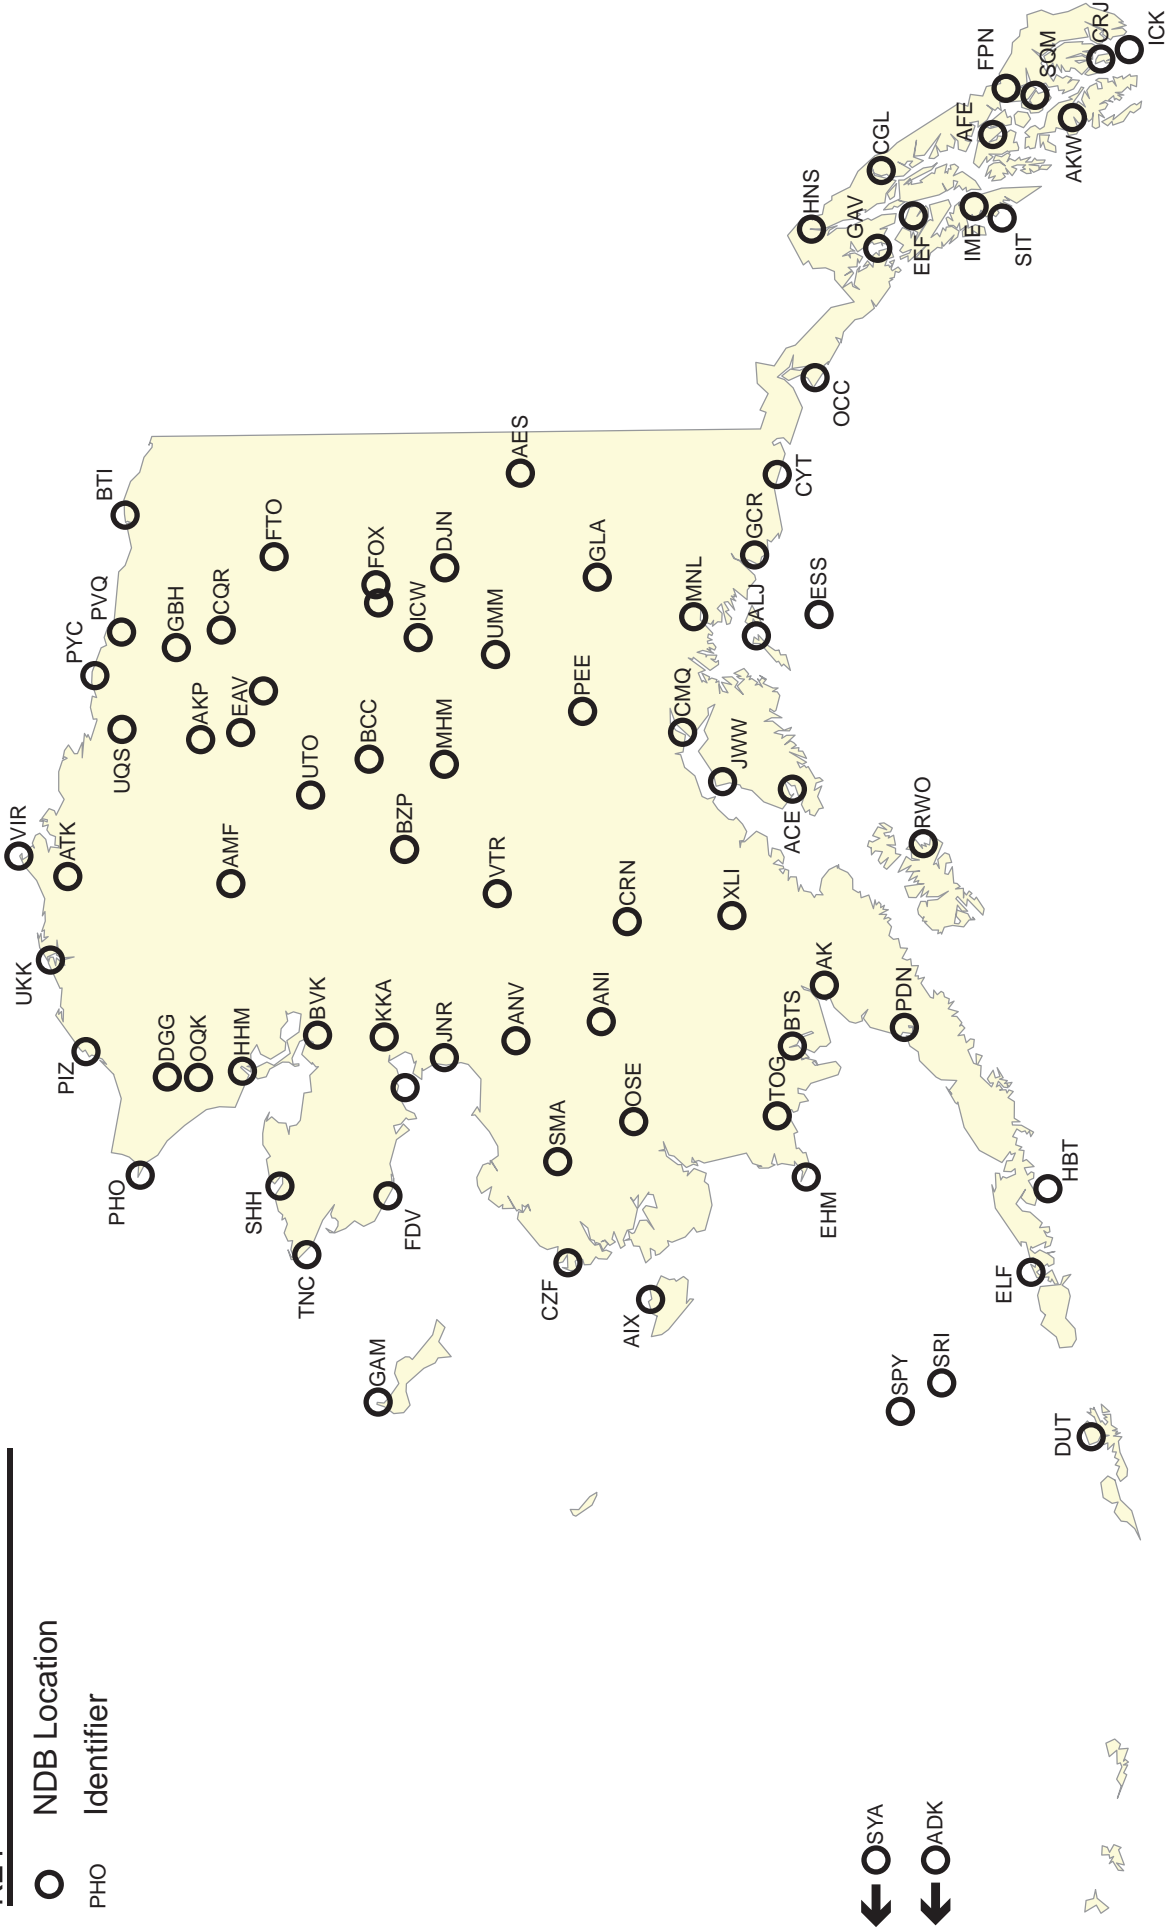 NDB Location
PHO Identifier
VIR
ATK
UKK
PIZ
PHO
DGG
OQK
HHM
BVK
KKA
JNR
SHH
TNC
FDV
GAM
PYC
PVQ
BTI
UQS
GBH
CQR
FTO
AKP
EAV
AMF
UTO
BCC
FOX
ICW
DJN
AES
BZP
MHM
UMM
VTR
PEE
GLA
ANV
ANI
CRN
SMA
OSE
CZF
AIX
XLI
CMQ
MNL
JWW
ALJ
GCR
CYT
ESS
ACE
RWO
AK
BTS
TOG
EHM
PDN
HBT
ELF
SPY
SRI
DUT
SYA
ADK
OCC
HNS
GAV
CGL
EEF
IME
SIT
AFE
FPN
SQM
AKW
CRJ
ICK